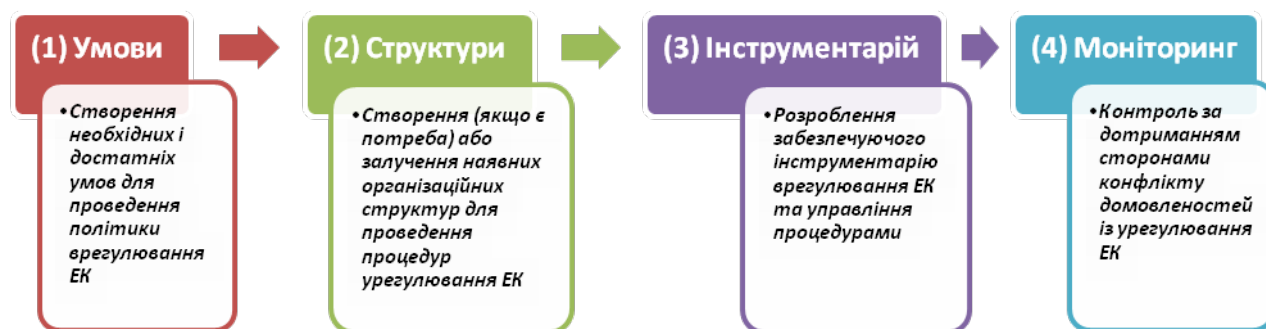 (1) Умови
•Створення
необхідних і
достатніх
умов для
проведення
політики
врегулювання
ЕК
(2) Структури
•Створення (якщо є
потреба) або
залучення наявних
організаційних
структур для
проведення
процедур
урегулювання ЕК
(3) Інструментарій
•Розроблення
забезпечуючого
інструментарію
врегулювання ЕК
та управління
процедурами
(4) Моніторинг
•Контроль за
дотриманням
сторонами
конфлікту
домовленостей
із урегулювання
ЕК